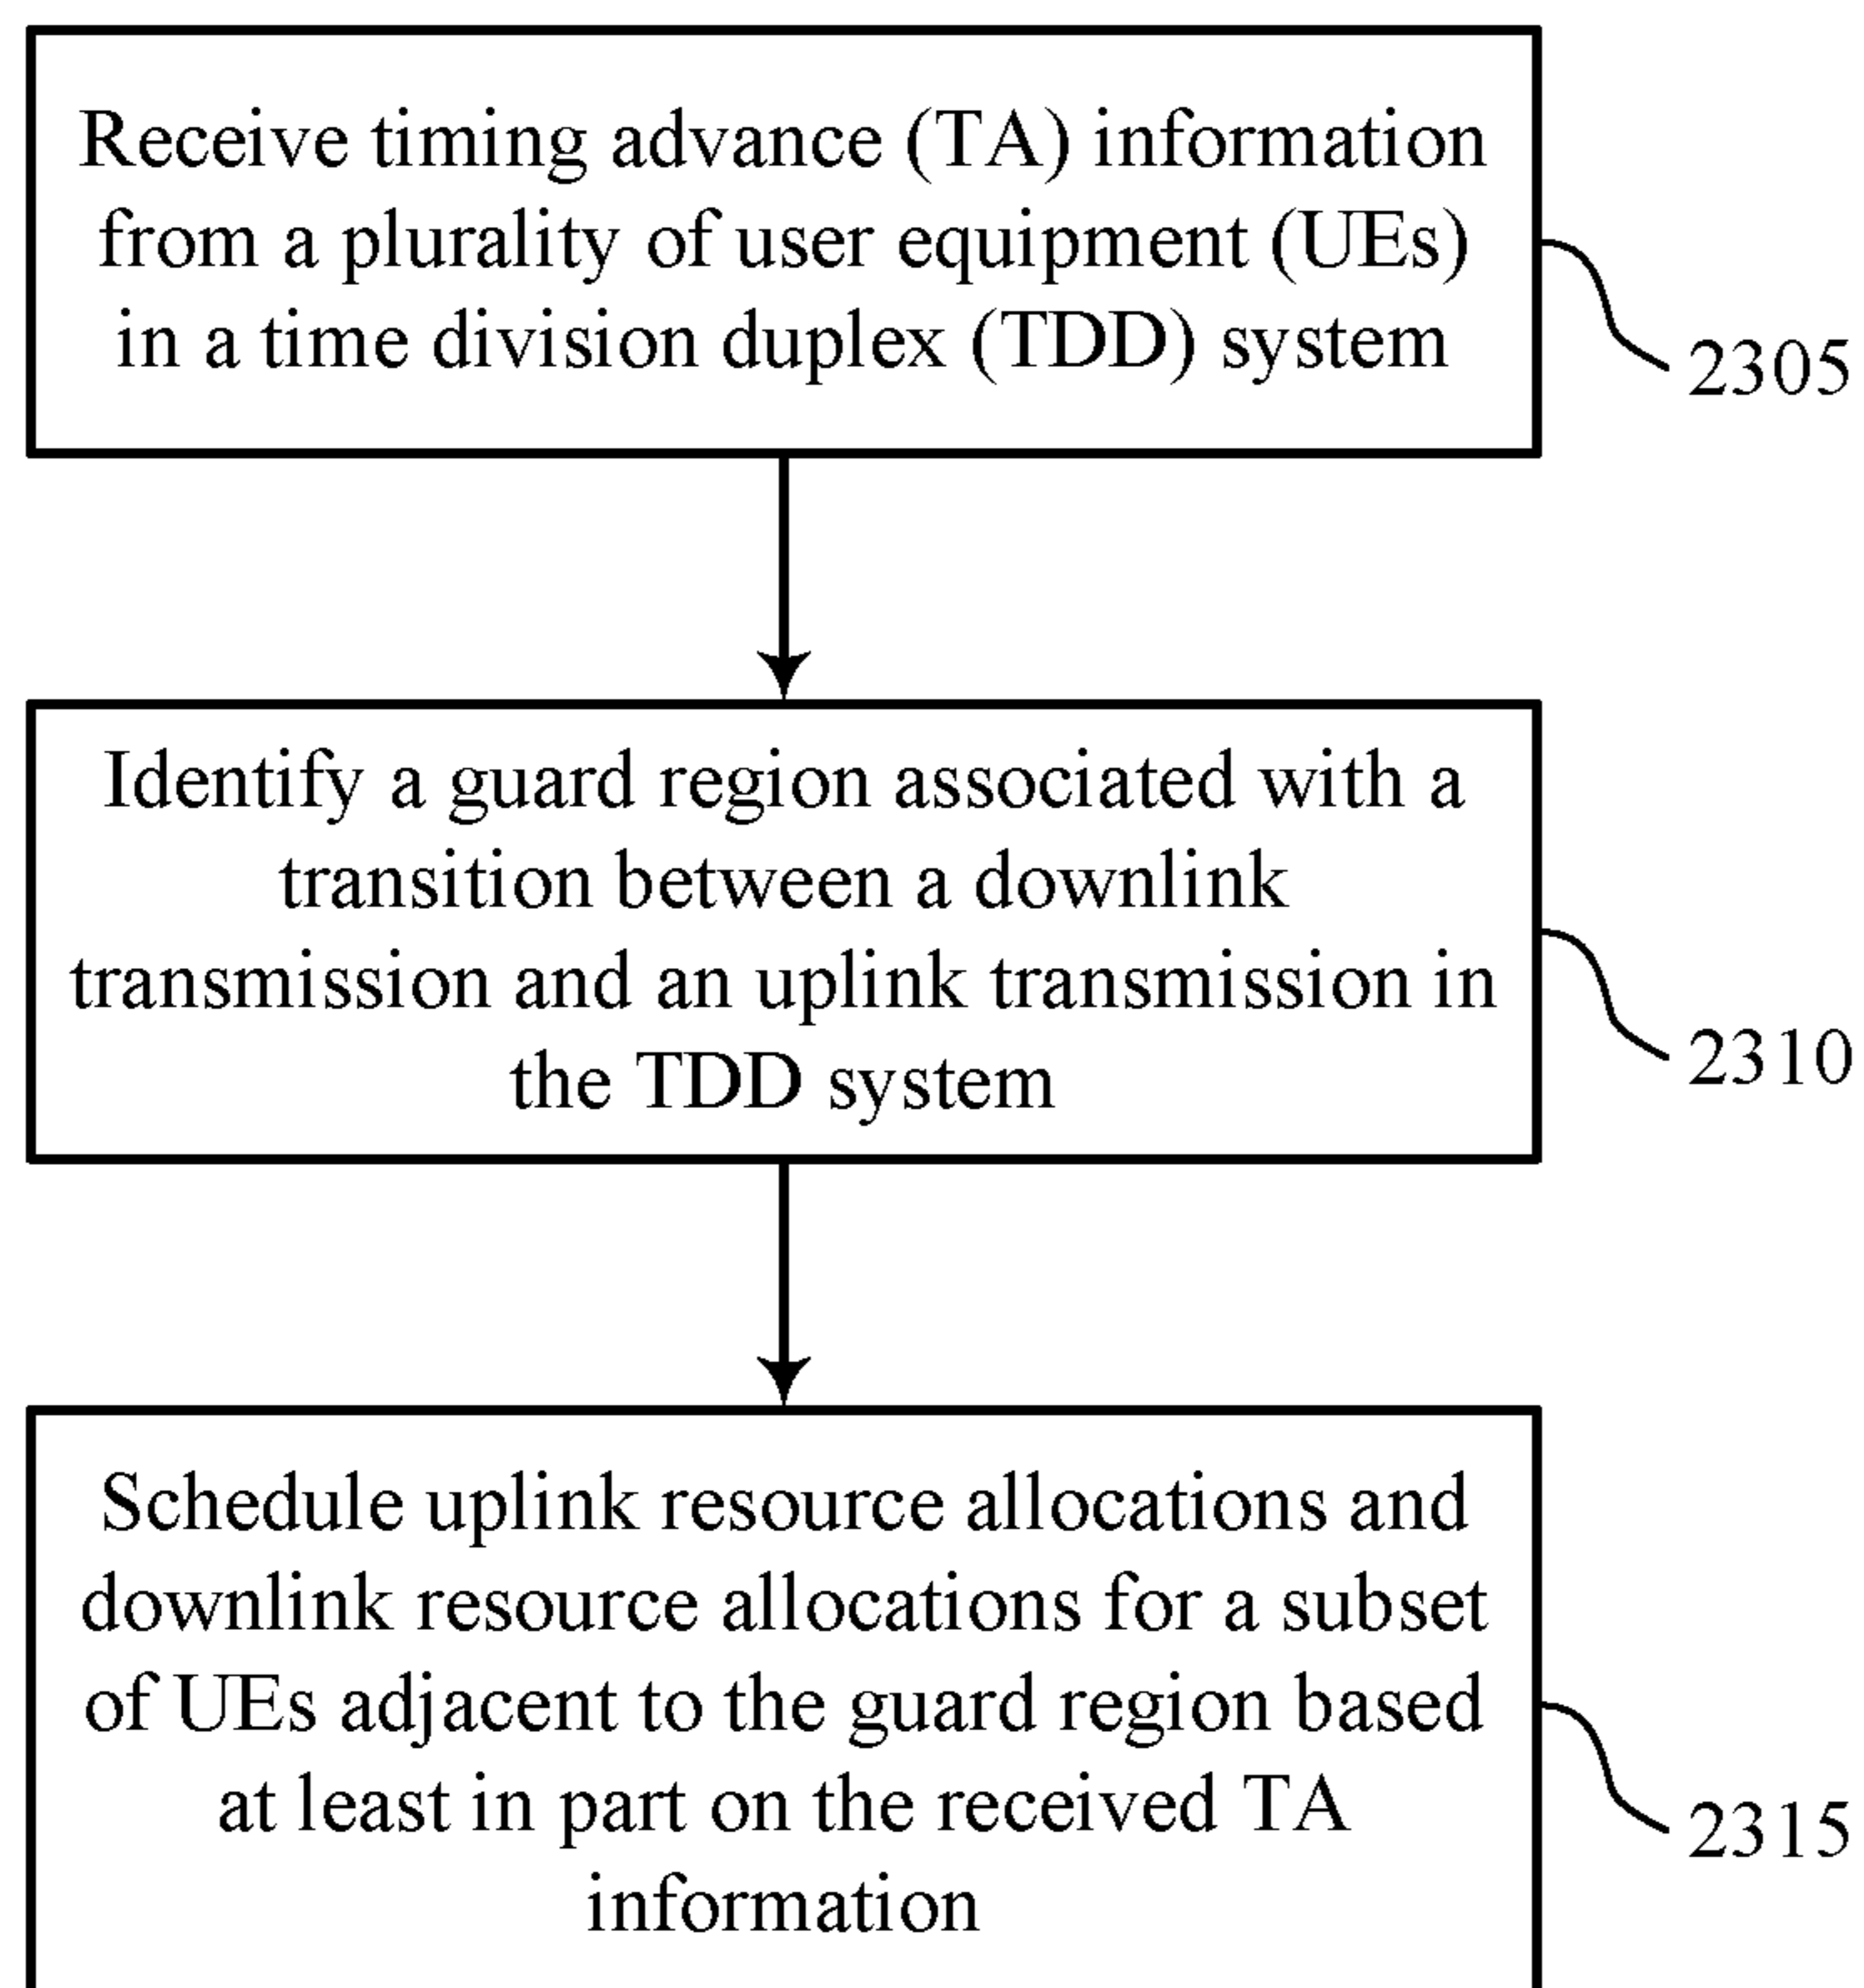 Receive timing advance (TA) information
from a plurality of user equipment (UEs)
in a time division duplex (TDD) system
2305
Identify a guard region associated with a
transition between a downlink
transmission and an uplink transmission in
the TDD system
2310
Schedule uplink resource allocations and
downlink resource allocations for a subset
of UEs adjacent to the guard region based
at least in part on the received TA
information
2315